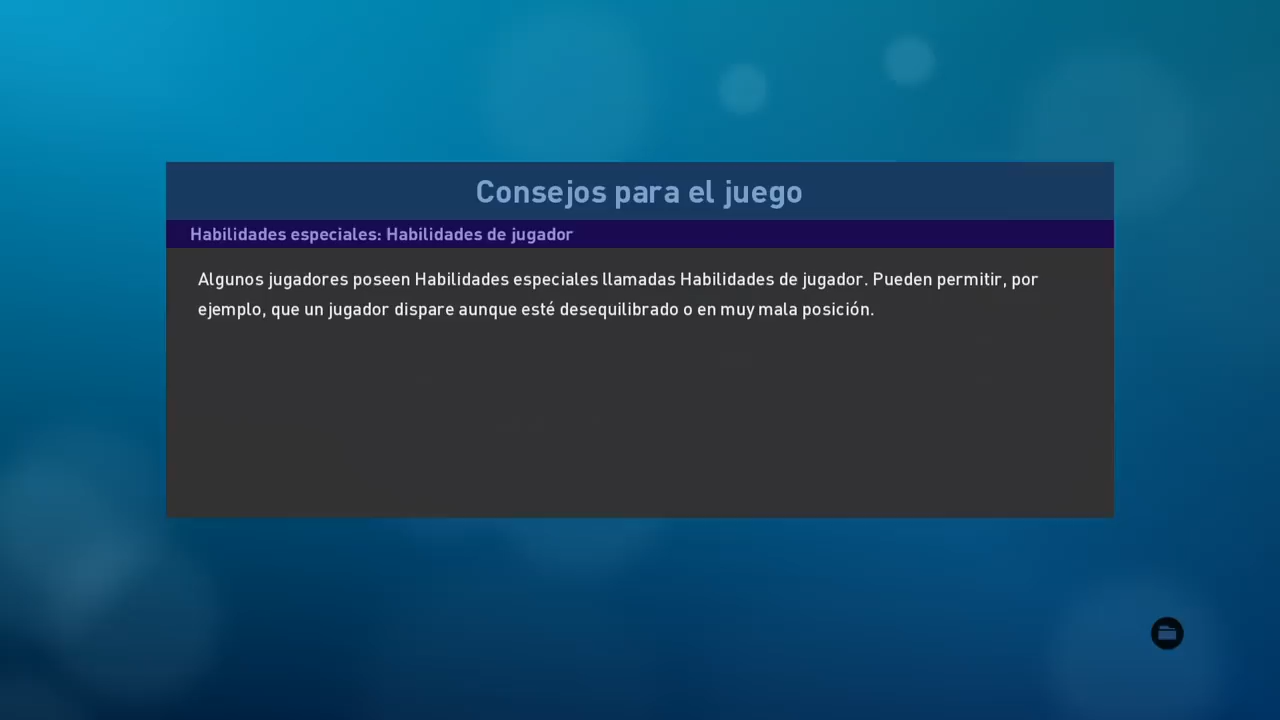 Consejos para el juego
Habilidades especiales: Habilidades de jugador
Algunos jugadores poseen Habilidades especiales llamadas Habilidades de jugador. Pueden permitir, por
ejemplo, que un jugador dispare aunque esté desequilibrado o en muy mala posición.